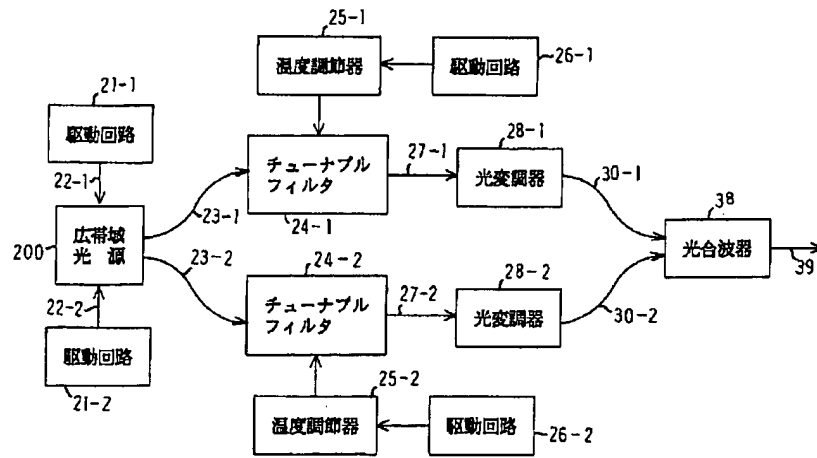 25-1
温度調節器
駆動回路
26-1
21-1
駆動回路
22-1
チューナブル
フィルタ
24-1
27-1
28-1
光変調器
30-1
23-1
200
広帯域
光 源
23-2
38
光合波器
39
24-2
チューナブル
フィルタ
27-2
28-2
光変調器
30-2
22-2
駆動回路
21-2
25-2
温度調節器
駆動回路
26-2